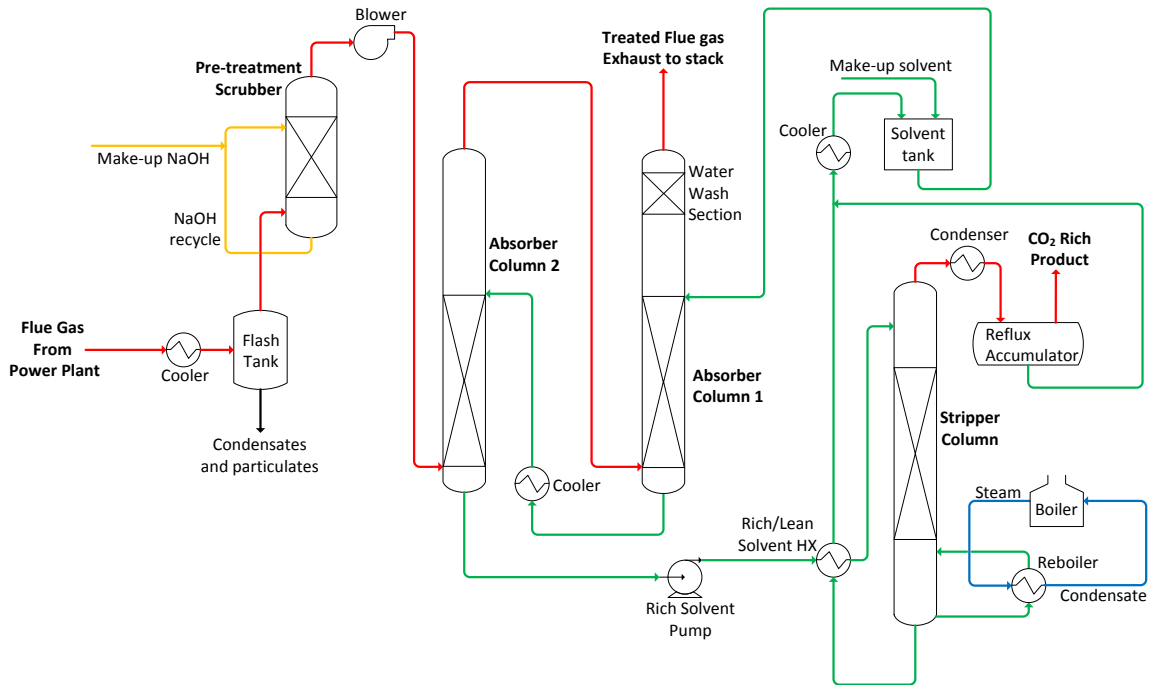 Blower
Pre-treatment
Scrubber
Make-up NaOH
NaOH
recycle
Flue Gas
From
Power Plant
Cooler
Flash
Tank
Condensates
and particulates
Absorber
Column 2
Cooler
Treated Flue gas
Exhaust to stack
Water
Wash
Section
Absorber
Column 1
Make-up solvent
Cooler
Solvent
tank
Condenser
CO₂ Rich
Product
Reflux
Accumulator
Stripper
Column
Steam
Boiler
Reboiler
Condensate
Rich/Lean
Solvent HX
Rich Solvent
Pump